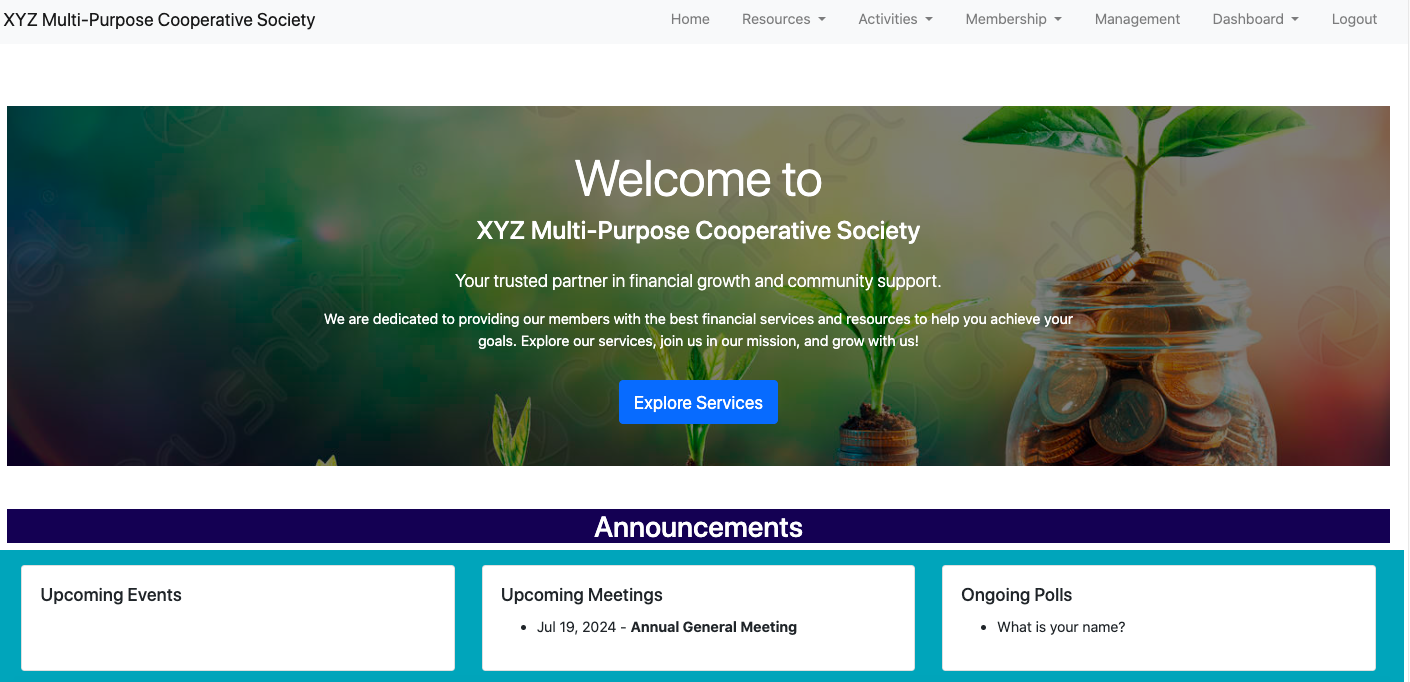 XYZ Multi-Purpose Cooperative Society
Home Resources Activities Membership Management Dashboard Logout
Welcome to
XYZ Multi-Purpose Cooperative Society
Your trusted partner in financial growth and community support.
We are dedicated to providing our members with the best financial services and resources to help you achieve your
goals. Explore our services, join us in our mission, and grow with us!
Explore Services
Announcements
Upcoming Events
Upcoming Meetings
• Jul 19, 2024 - Annual General Meeting
Ongoing Polls
• What is your name?